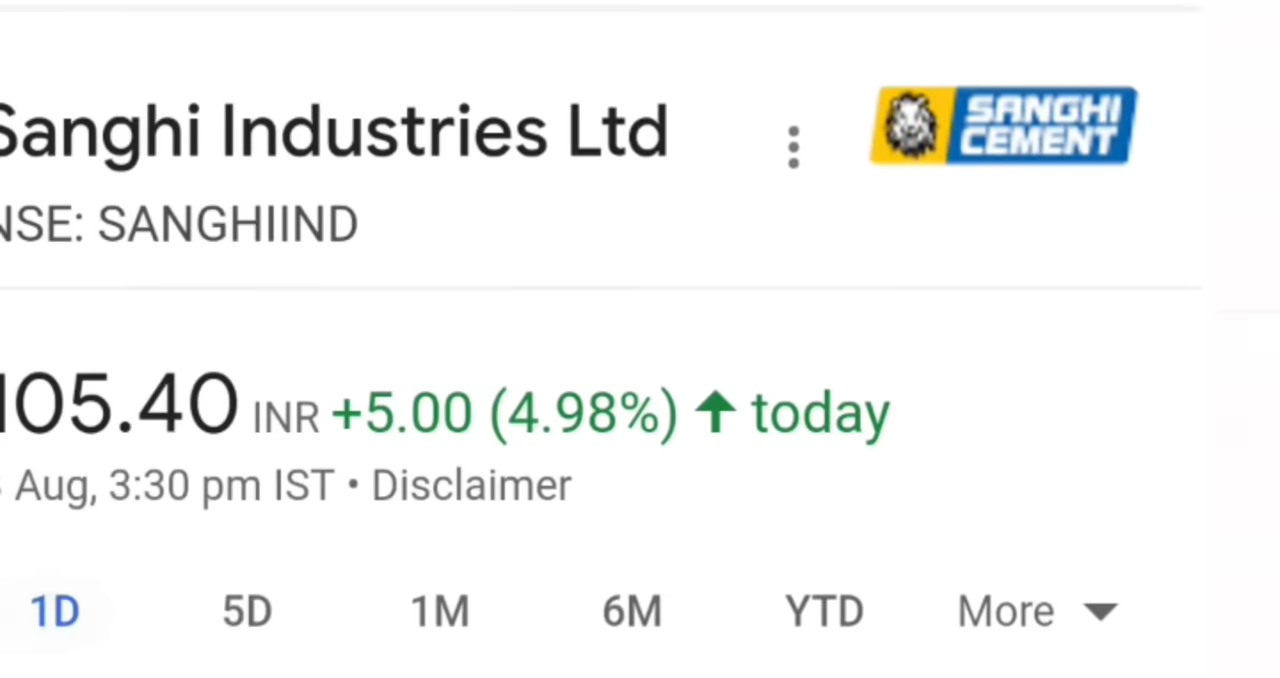 Sanghi Industries Ltd
SANGHI
CEMENT
NSE: SANGHIIND
105.40 INR +5.00 (4.98%) ↑ today
Aug, 3:30 pm IST • Disclaimer
1D 5D 1M 6M YTD More